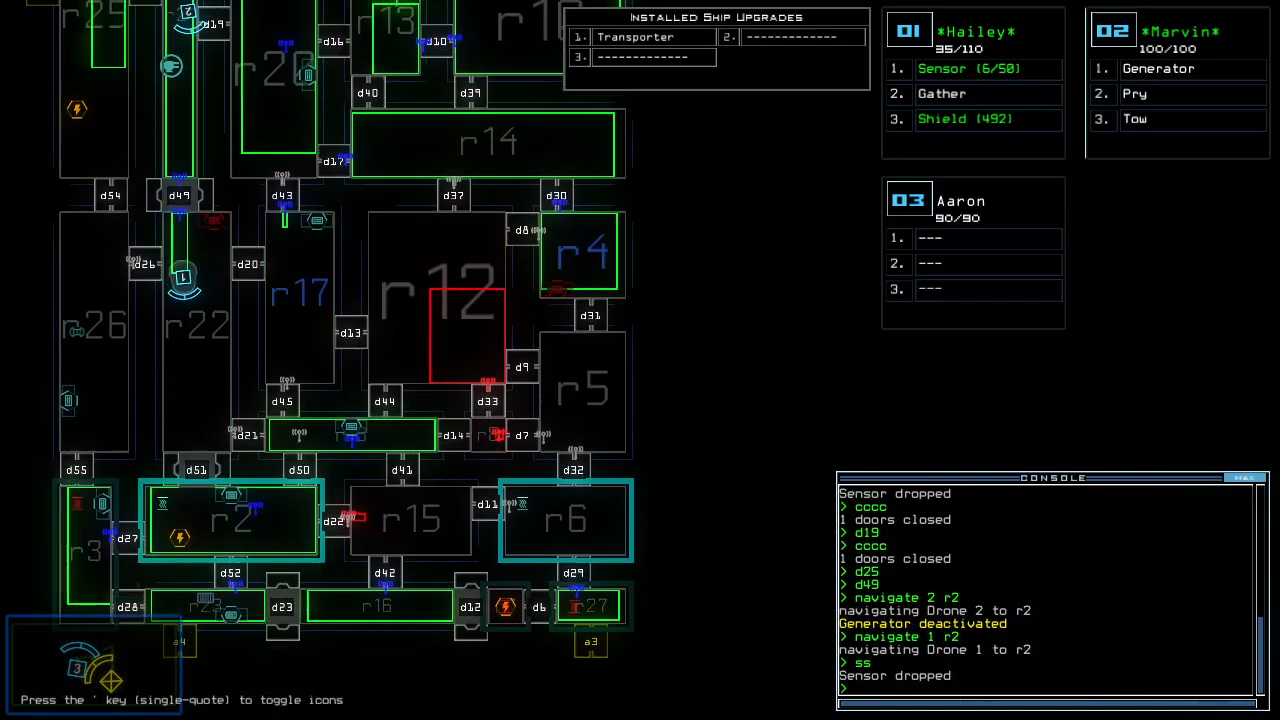 Installed Ship Upgrades
1. Transporter 2. -------------
3. -------------
01 *Hailey*
35/110
1. Sensor (6/50)
2. Gather
3. Shield (492)
02 *Marvin*
100/100
1. Generator
2. Pry
3. Tow
03 Aaron
90/90
1. ---
2. ---
3. ---
r25
2
d19
d16
r13
d10
r20
d40
d39
r14
d17
d54
d49
d43
d37
d30
d26
d20
d8
r4
1
r26
r22
r17
r12
d31
d13
d9
r5
d45
d44
d33
d21
d14
d7
d55
d51
d50
d41
d32
r3
r2
r15
r6
d27
d22
d11
d52
d42
d29
d28
r23
d23
r16
d12
d6
r27
a4
a3
3
Press the ' key (single-quote) to toggle icons
CONSOLE
MAX
Sensor dropped
> cccc
1 doors closed
> d19
> cccc
1 doors closed
> d25
> d49
> navigate 2 r2
navigating Drone 2 to r2
Generator deactivated
> navigate 1 r2
navigating Drone 1 to r2
> ss
Sensor dropped
>